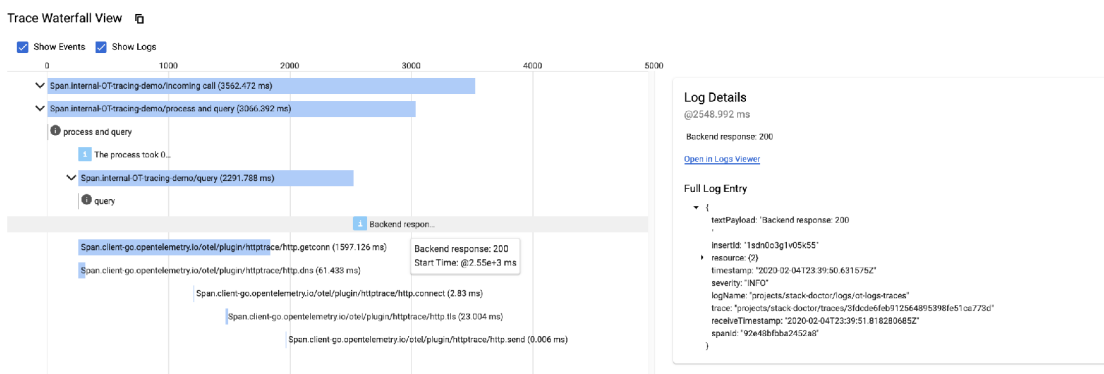 Trace Waterfall View
Show Events
Show Logs
0 1000 2000 3000 4000 5000
Span.internal-OT-tracing-demo/incoming call (3562.472 ms)
Span.internal-OT-tracing-demo/process and query (3066.392 ms)
process and query
i The process took 0...
Span.internal-OT-tracing-demo/query (2291.788 ms)
query
i Backend respon...
Span.client-go.opentelemetry.io/otel/plugin/httptrace/http.getconn (1597.126 ms)
Backend response: 200
Start Time: @2.55e+3 ms
Span.client-go.opentelemetry.io/otel/plugin/httptrace/http.dns (61.433 ms)
Span.client-go.opentelemetry.io/otel/plugin/httptrace/http.connect (2.83 ms)
Span.client-go.opentelemetry.io/otel/plugin/httptrace/http.tls (23.004 ms)
Span.client-go.opentelemetry.io/otel/plugin/httptrace/http.send (0.006 ms)
Log Details
@2548.992 ms
Backend response: 200
Open in Logs Viewer
Full Log Entry
{
textPayload: "Backend response: 200
"
insertId: "1sdn0o3g1v05k55"
resource: {2}
timestamp: "2020-02-04T23:39:50.631575Z"
severity: "INFO"
logName: "projects/stack-doctor/logs/ot-logs-traces"
trace: "projects/stack-doctor/traces/3fdcde6feb912564895398fe51ca773d"
receiveTimestamp: "2020-02-04T23:39:51.818280685Z"
spanId: "92e48bfbba2452a8"
}